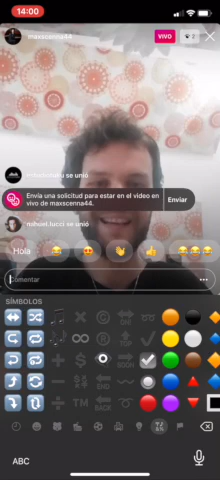 14:00
maxscenna44
VIVO
2
se unió
Envía una solicitud para estar en el video en
vivo de maxscenna44.
Enviar
nahuel.lucci se unió
Hola
Comentar
SÍMBOLOS
ABC